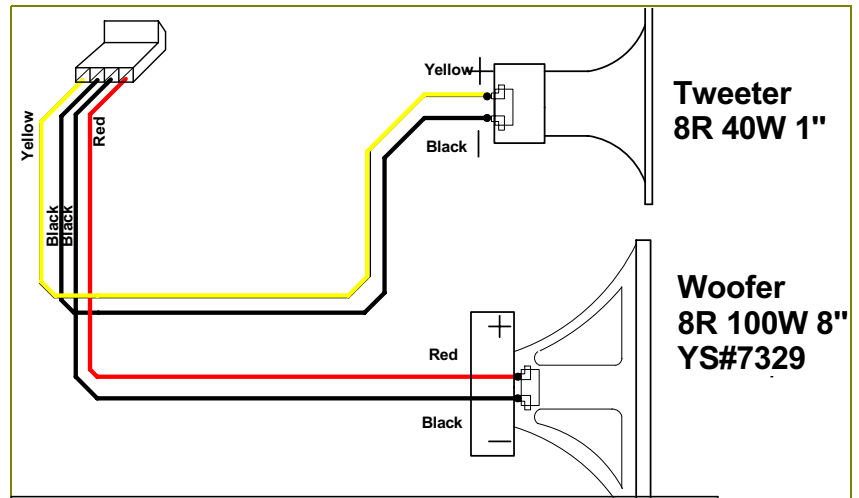 Yellow
Red
Black
Black
Yellow +
Black |
Tweeter
8R 40W 1"
Woofer
8R 100W 8"
YS#7329
+
Red
Black
—